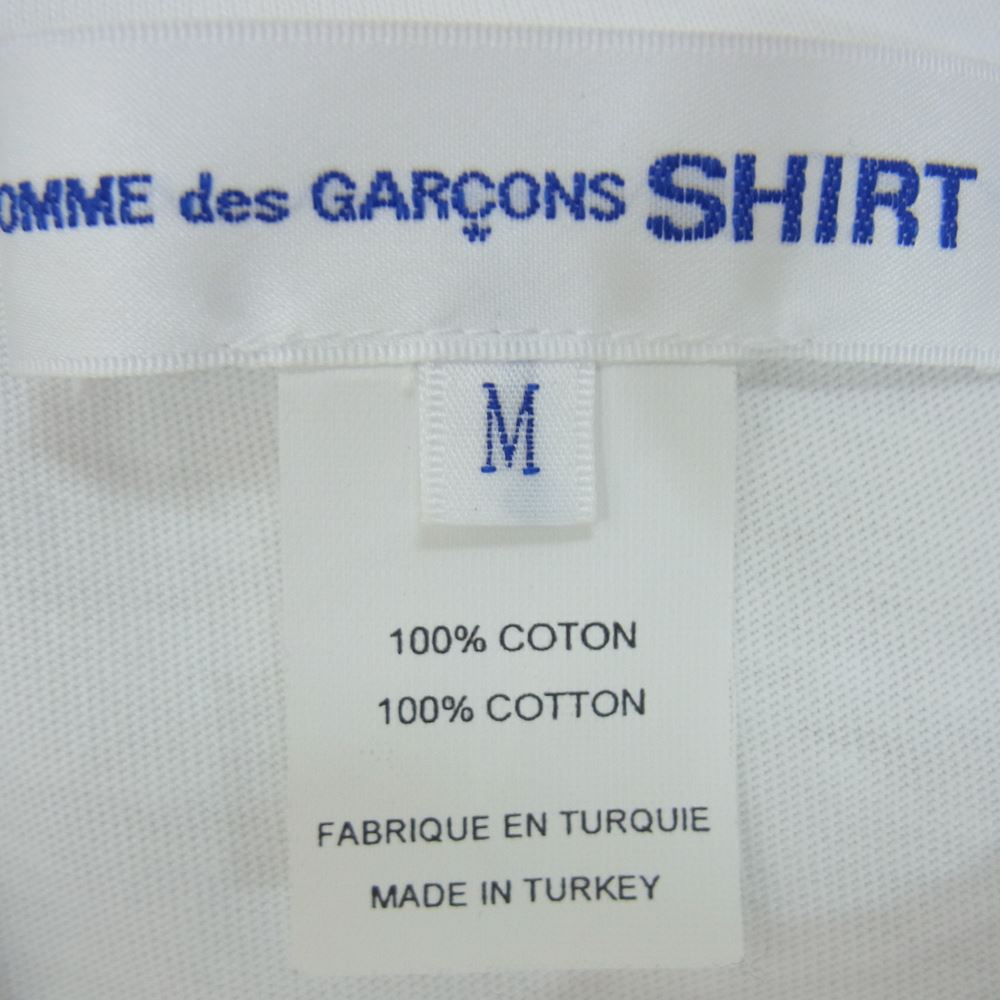 OMME des GARÇONS SHIRT
M
100% COTON
100% COTTON
FABRIQUE EN TURQUIE
MADE IN TURKEY